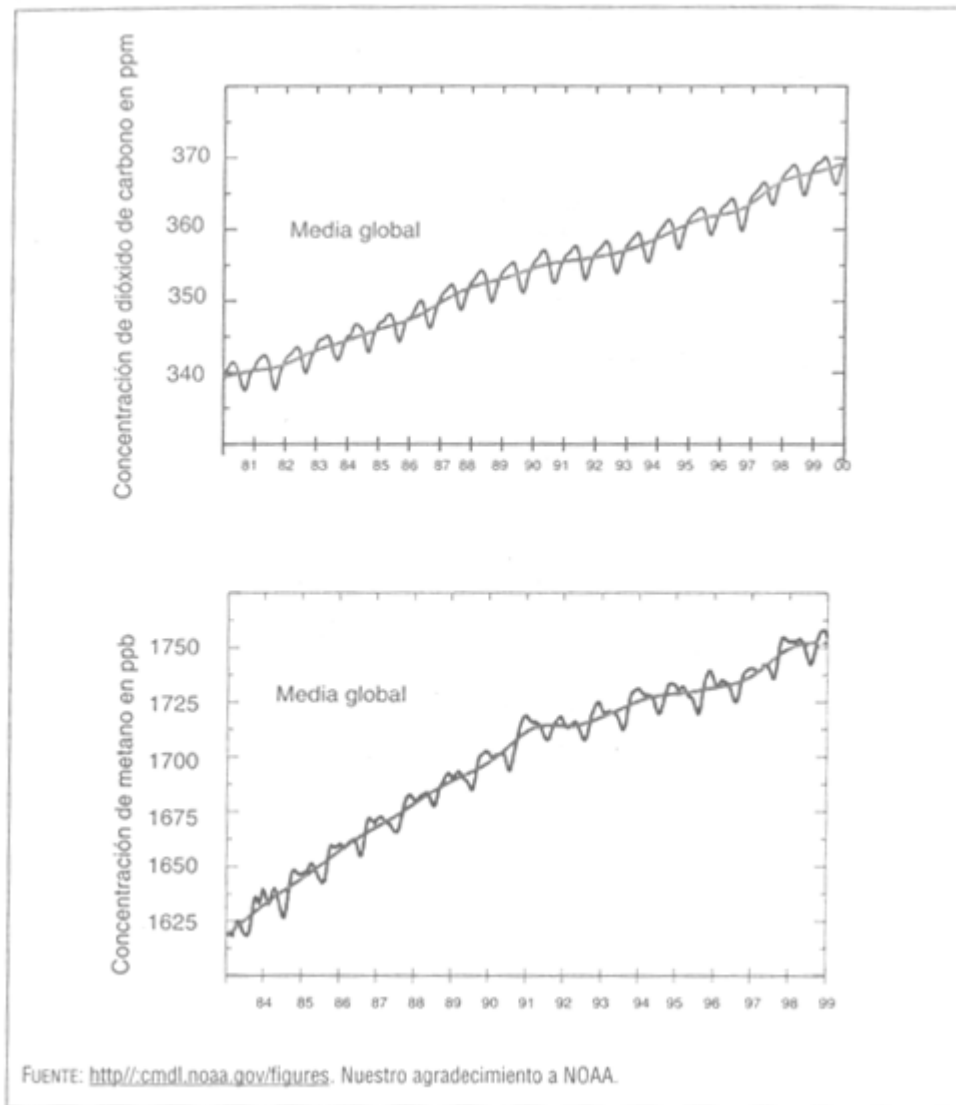 Concentración de dióxido de carbono en ppm
370
360
350
340
Media global
81 82 83 84 85 86 87 88 89 90 91 92 93 94 95 96 97 98 99 00
Concentración de metano en ppb
1750
1725
1700
1675
1650
1625
Media global
84 85 86 87 88 89 90 91 92 93 94 95 96 97 98 99
FUENTE: http//:cmdl.noaa.gov/figures. Nuestro agradecimiento a NOAA.